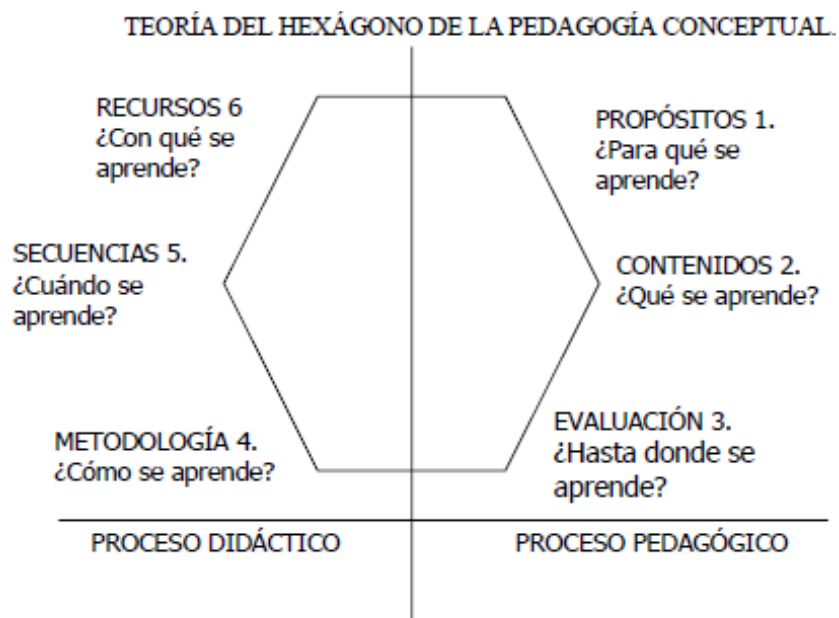 TEORÍA DEL HEXÁGONO DE LA PEDAGOGÍA CONCEPTUAL.
RECURSOS 6
¿Con qué se
aprende?
PROPÓSITOS 1.
¿Para qué se
aprende?
SECUENCIAS 5.
¿Cuándo se
aprende?
CONTENIDOS 2.
¿Qué se aprende?
METODOLOGÍA 4.
¿Cómo se aprende?
EVALUACIÓN 3.
¿Hasta donde se
aprende?
PROCESO DIDÁCTICO
PROCESO PEDAGÓGICO